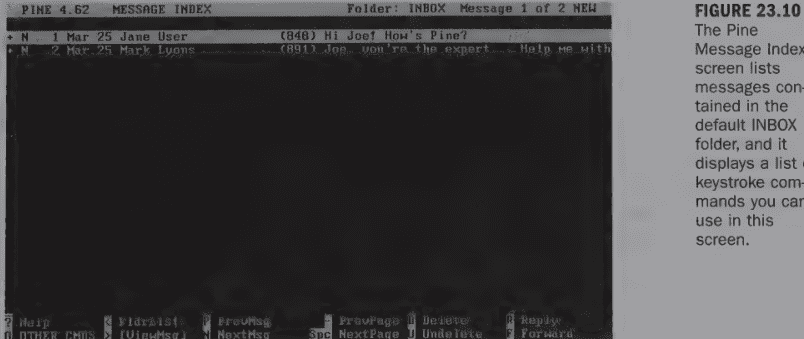 PINE 4.62 MESSAGE INDEX Folder: INBOX Message 1 of 2 NEW
+ N 1 Mar 25 Jane User (848) Hi Joe! How's Pine?
+ N 2 Mar 25 Mark Lyons (891) Joe, you're the expert Help me with
? Help < FldrList P PrevMsg - PrevPage D Delete R Reply
O OTHER CMDS > [ViewMsg] N NextMsg Spc NextPage U Undelete F Forward
FIGURE 23.10
The Pine
Message Index
screen lists
messages con-
tained in the
default INBOX
folder, and it
displays a list
keystroke com-
mands you can
use in this
screen.